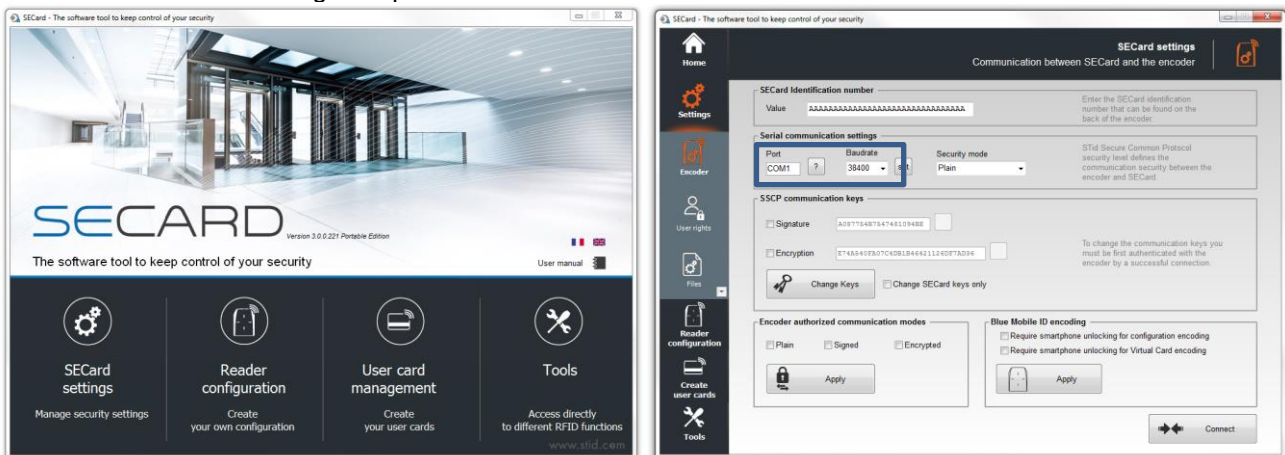 SECard - The software tool to keep control of your security
SECARD
Version 3.0.0.221 Portable Edition
The software tool to keep control of your security
User manual
SECard
settings
Manage security settings
Reader
configuration
Create
your own configuration
User card
management
Create
your user cards
Tools
Access directly
to different RFID functions
www.stid.com
SECard - The software tool to keep control of your security
Home
Settings
Encoder
User rights
Files
Reader
configuration
Create
user cards
Tools
SECard settings
Communication between SECard and the encoder
SECard Identification number
Value
Enter the SECard identification
number that can be found on the
back of the encoder.
Serial communication settings
Port
Baudrate
Security mode
COM1 ? 38400 Plain
STid Secure Common Protocol
security level defines the
communication security between the
encoder and SECard.
SSCP communication keys
Signature
Encryption
To change the communication keys you
must be first authenticated with the
encoder by a successful connection.
Change Keys
Change SECard keys only
Encoder authorized communication modes
Plain Signed Encrypted
Apply
Blue Mobile ID encoding
Require smartphone unlocking for configuration encoding
Require smartphone unlocking for Virtual Card encoding
Apply
Connect